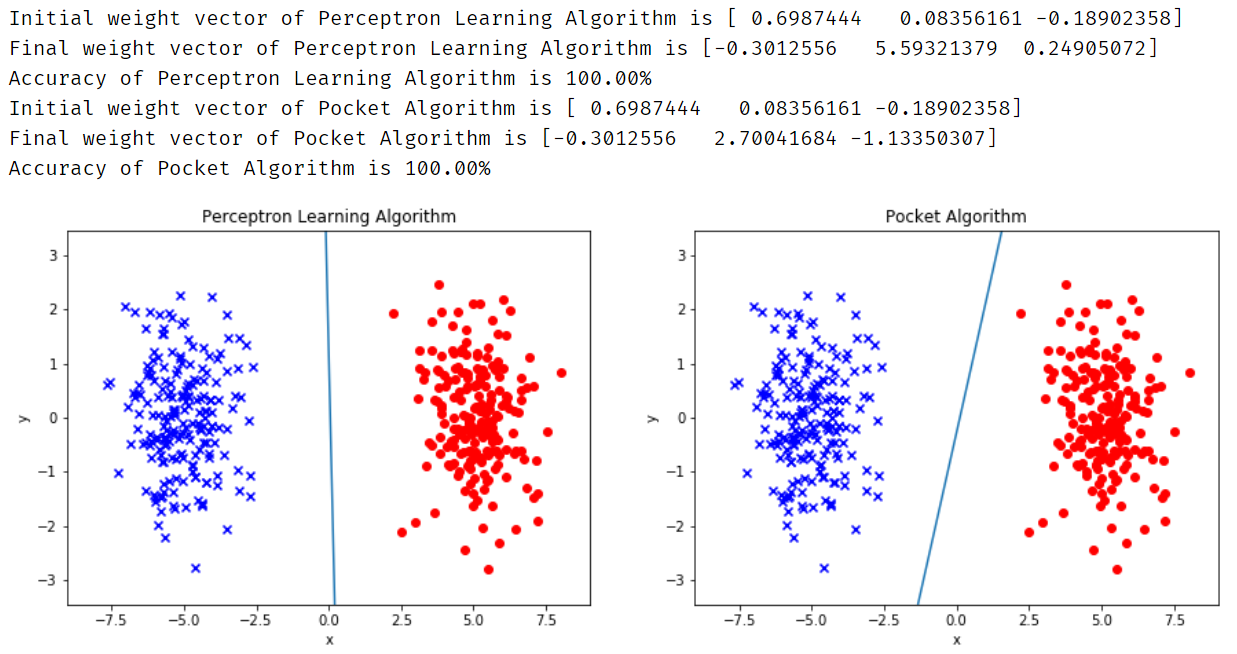 Initial weight vector of Perceptron Learning Algorithm is [ 0.6987444   0.08356161 -0.18902358]
Final weight vector of Perceptron Learning Algorithm is [-0.3012556   5.59321379  0.24905072]
Accuracy of Perceptron Learning Algorithm is 100.00%
Initial weight vector of Pocket Algorithm is [ 0.6987444   0.08356161 -0.18902358]
Final weight vector of Pocket Algorithm is [-0.3012556   2.70041684 -1.13350307]
Accuracy of Pocket Algorithm is 100.00%
Perceptron Learning Algorithm
3
2
1
0
−1
−2
−3
y
−7.5 −5.0 −2.5 0.0 2.5 5.0 7.5
x
Pocket Algorithm
3
2
1
0
−1
−2
−3
y
−7.5 −5.0 −2.5 0.0 2.5 5.0 7.5
x